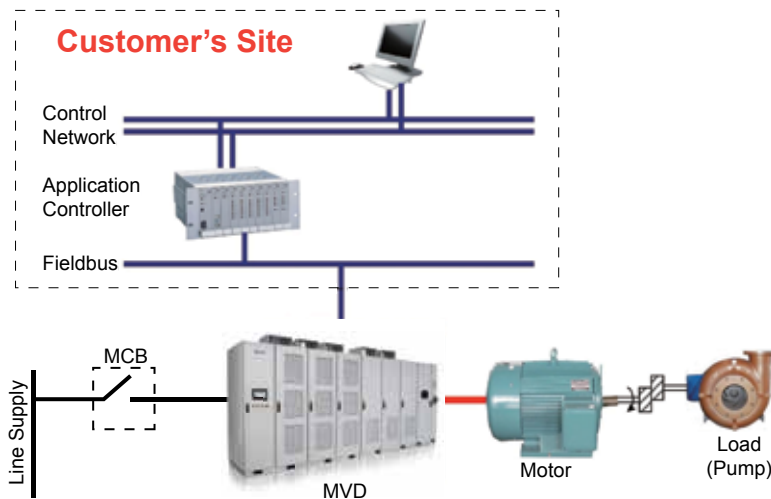 Customer's Site
Control
Network
Application
Controller
Fieldbus
MCB
Line Supply
MVD
Motor
Load
(Pump)